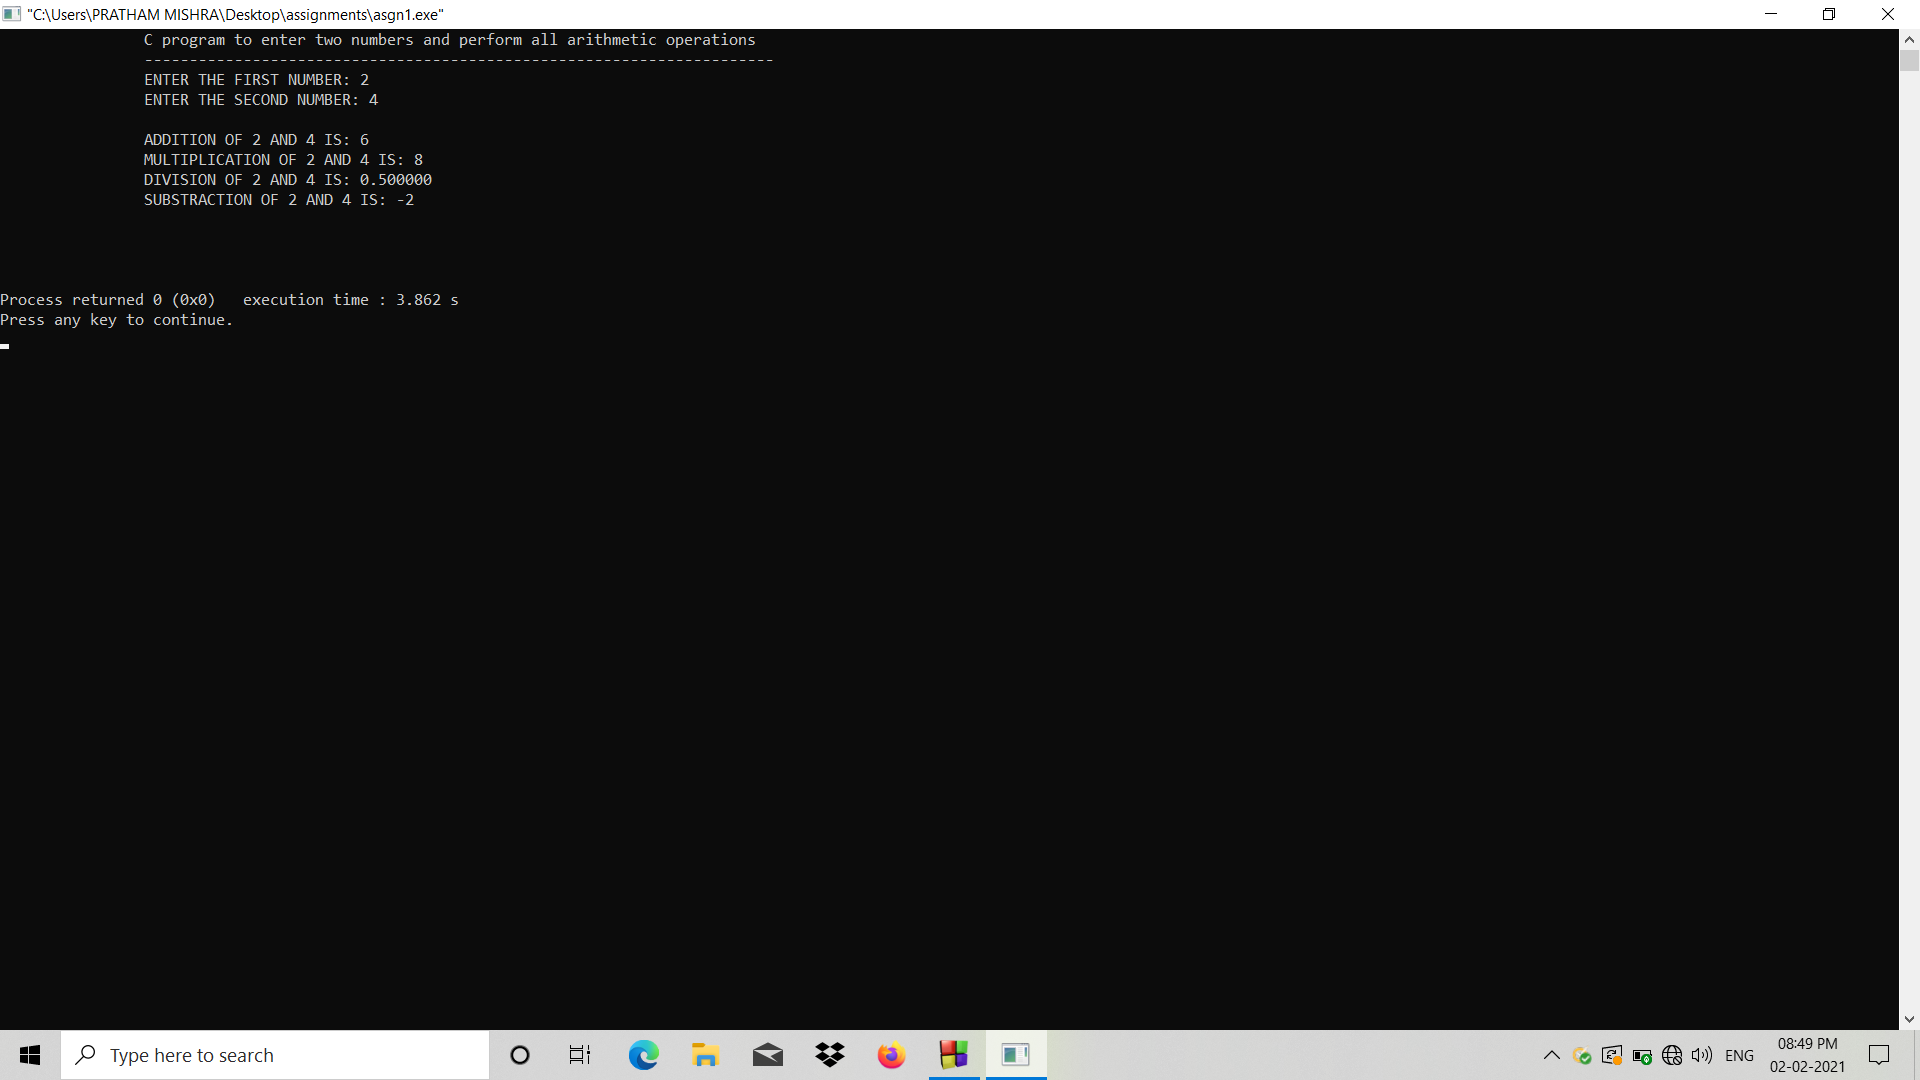 "C:\Users\PRATHAM MISHRA\Desktop\assignments\asgn1.exe"
C program to enter two numbers and perform all arithmetic operations
----------------------------------------------------------------------
ENTER THE FIRST NUMBER: 2
ENTER THE SECOND NUMBER: 4
ADDITION OF 2 AND 4 IS: 6
MULTIPLICATION OF 2 AND 4 IS: 8
DIVISION OF 2 AND 4 IS: 0.500000
SUBSTRACTION OF 2 AND 4 IS: -2
Process returned 0 (0x0)   execution time : 3.862 s
Press any key to continue.
Type here to search
ENG
08:49 PM
02-02-2021